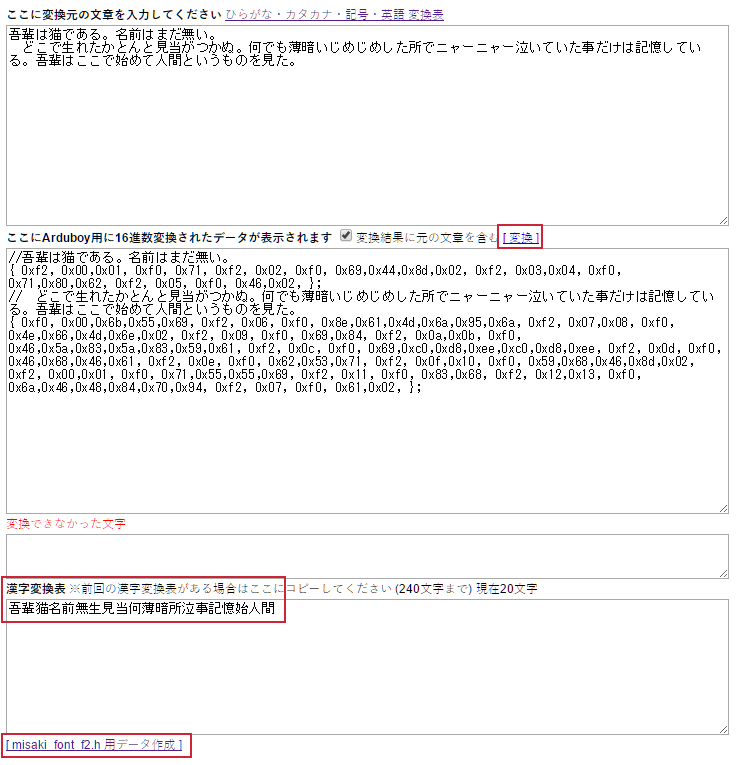 ここに変換元の文章を入力してください ひらがな・カタカナ・記号・英語 変換表
吾輩は猫である。名前はまだ無い。
　どこで生れたかとんと見当がつかぬ。何でも薄暗いじめじめした所でニャーニャー泣いていた事だけは記憶してい
る。吾輩はここで始めて人間というものを見た。
ここにArduboy用に16進数変換されたデータが表示されます 変換結果に元の文章を含む [ 変換 ]
//吾輩は猫である。名前はまだ無い。
{ 0xf2, 0x00,0x01, 0xf0, 0x71, 0xf2, 0x02, 0xf0, 0x69,0x44,0x8d,0x02, 0xf2, 0x03,0x04, 0xf0,
0x71,0x80,0x62, 0xf2, 0x05, 0xf0, 0x46,0x02, };
//　どこで生れたかとんと見当がつかぬ。何でも薄暗いじめじめした所でニャーニャー泣いていた事だけは記憶してい
る。吾輩はここで始めて人間というものを見た。
{ 0xf0, 0x00,0x6b,0x55,0x69, 0xf2, 0x06, 0xf0, 0x8e,0x61,0x4d,0x6a,0x95,0x6a, 0xf2, 0x07,0x08, 0xf0,
0x4e,0x66,0x4d,0x6e,0x02, 0xf2, 0x09, 0xf0, 0x69,0x84, 0xf2, 0x0a,0x0b, 0xf0,
0x46,0x5a,0x83,0x5a,0x83,0x59,0x61, 0xf2, 0x0c, 0xf0, 0x69,0xc0,0xd8,0xee,0xc0,0xd8,0xee, 0xf2, 0x0d, 0xf0,
0x46,0x68,0x46,0x61, 0xf2, 0x0e, 0xf0, 0x62,0x53,0x71, 0xf2, 0x0f,0x10, 0xf0, 0x59,0x68,0x46,0x8d,0x02,
0xf2, 0x00,0x01, 0xf0, 0x71,0x55,0x55,0x69, 0xf2, 0x11, 0xf0, 0x83,0x68, 0xf2, 0x12,0x13, 0xf0,
0x6a,0x46,0x48,0x84,0x70,0x94, 0xf2, 0x07, 0xf0, 0x61,0x02, };
変換できなかった文字
漢字変換表 ※前回の漢字変換表がある場合はここにコピーしてください (240文字まで) 現在20文字
吾輩猫名前無生見当何薄暗所泣事記憶始人間
[ misaki_font_f2.h 用データ作成 ]